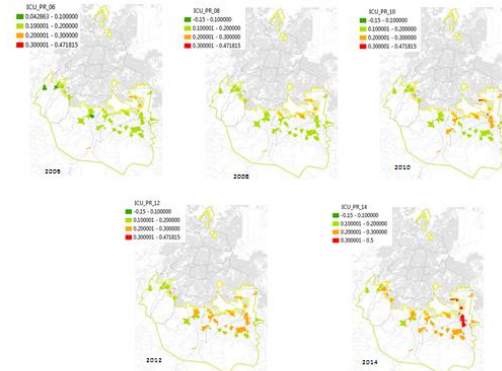 ICU_PR_06
0.042863 - 0.100000
0.100001 - 0.200000
0.200001 - 0.300000
0.300001 - 0.471815
2006
ICU_PR_08
-0.15 - 0.100000
0.100001 - 0.200000
0.200001 - 0.300000
0.300001 - 0.471815
2008
ICU_PR_10
-0.15 - 0.100000
0.100001 - 0.200000
0.200001 - 0.300000
0.300001 - 0.471815
2010
ICU_PR_12
-0.15 - 0.100000
0.100001 - 0.200000
0.200001 - 0.300000
0.300001 - 0.471815
2012
ICU_PR_14
-0.15 - 0.100000
0.100001 - 0.200000
0.200001 - 0.300000
0.300001 - 0.5
2014